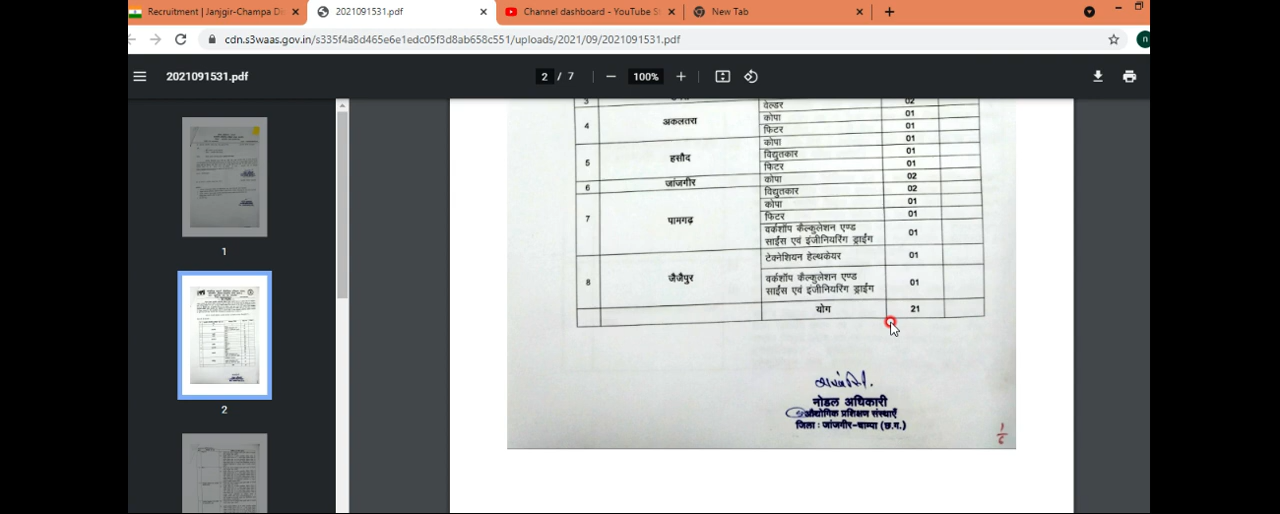 Recruitment | Janjgir-Champa Di
2021091531.pdf
Channel dashboard - YouTube S
New Tab
cdn.s3waas.gov.in/s335f4a8d465e6e1edc05f3d8ab658c551/uploads/2021/09/2021091531.pdf
n
2021091531.pdf
2 / 7
100%
1
2
3 वेल्डर 02
4 अकलतरा कोपा 01
फिटर 01
5 हसौद कोपा 01
विद्युतकार 01
फिटर 01
6 जांजगीर कोपा 02
विद्युतकार 02
7 पामगढ़ कोपा 01
फिटर 01
वर्कशॉप कैल्कुलेशन एण्ड
साईंस एवं इंजीनियरिंग ड्राईंग 01
8 जैजैपुर टेक्नेशियन हेल्थकेयर 01
वर्कशॉप कैल्कुलेशन एण्ड
साईंस एवं इंजीनियरिंग ड्राईंग 01
योग 21
नोडल अधिकारी
औद्योगिक प्रशिक्षण संस्थाएँ
जिला : जांजगीर-चाम्पा (छ.ग.)